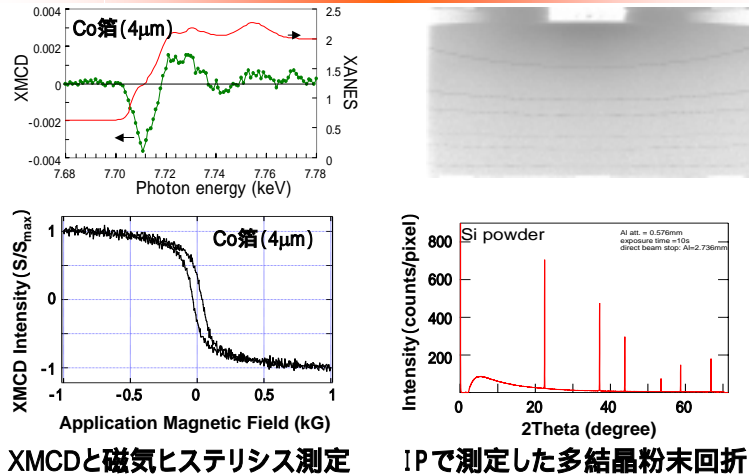 Co箔(4μm)
0.004
0.002
0
-0.002
-0.004
XMCD
2.5
2
1.5
1
0.5
0
XANES
7.68 7.70 7.72 7.74 7.76 7.78
Photon energy (keV)
Co箔(4μm)
1
0
-1
XMCD Intensity (S/Smax)
-1 -0.5 0 0.5 1
Application Magnetic Field (kG)
XMCDと磁気ヒステリシス測定
Si powder
Al att. = 0.576mm
exposure time =10s
direct beam stop: Al=2.736mm
800
600
400
200
Intensity (counts/pixel)
0 20 40 60
2Theta (degree)
IPで測定した多結晶粉末回折